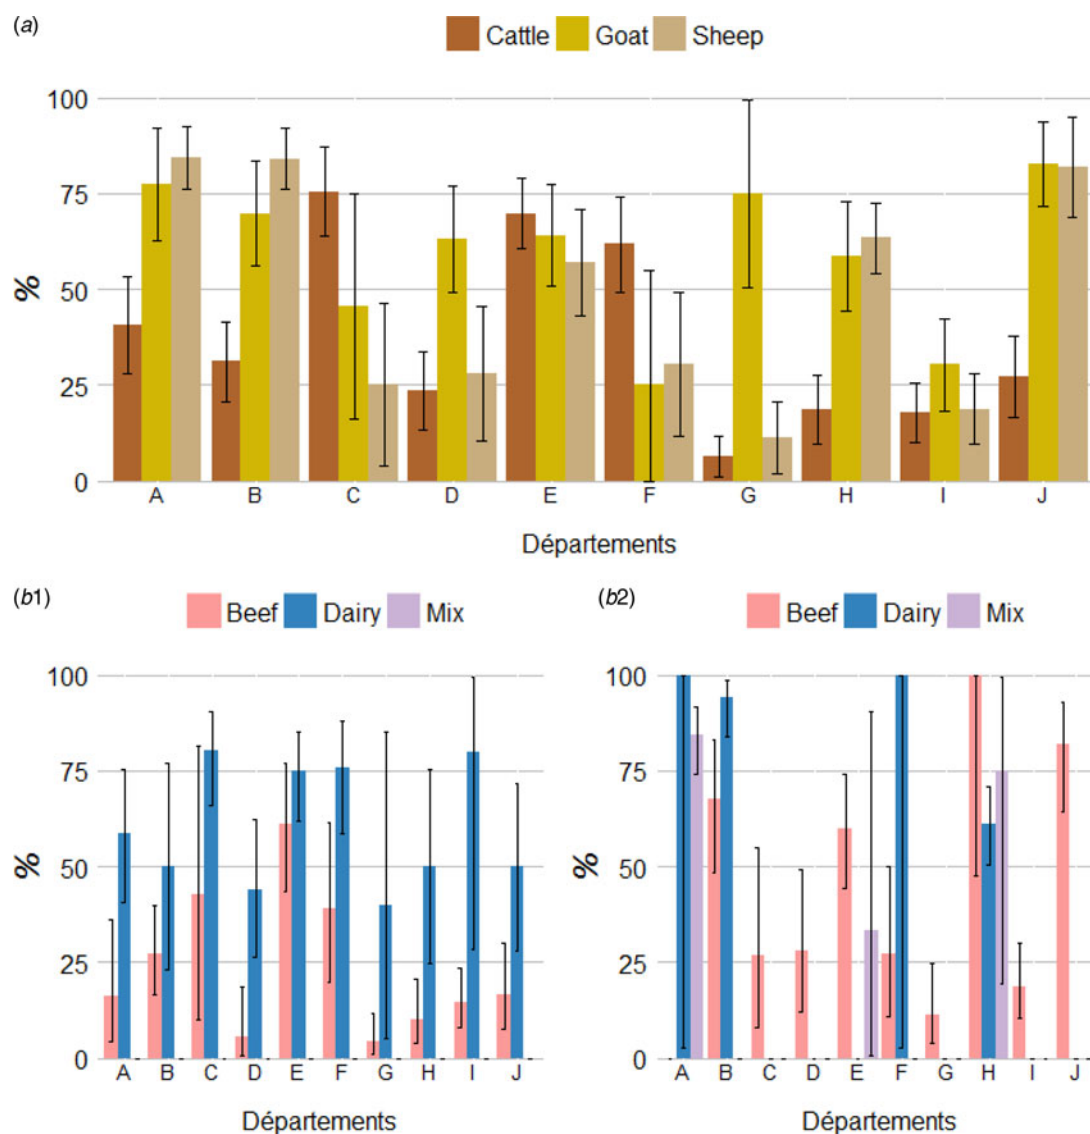 (a)
Cattle Goat Sheep
100
75
50
25
0
%
A B C D E F G H I J
Départements
(b1)
Beef Dairy Mix
100
75
50
25
0
%
A B C D E F G H I J
Départements
(b2)
Beef Dairy Mix
100
75
50
25
0
%
A B C D E F G H I J
Départements